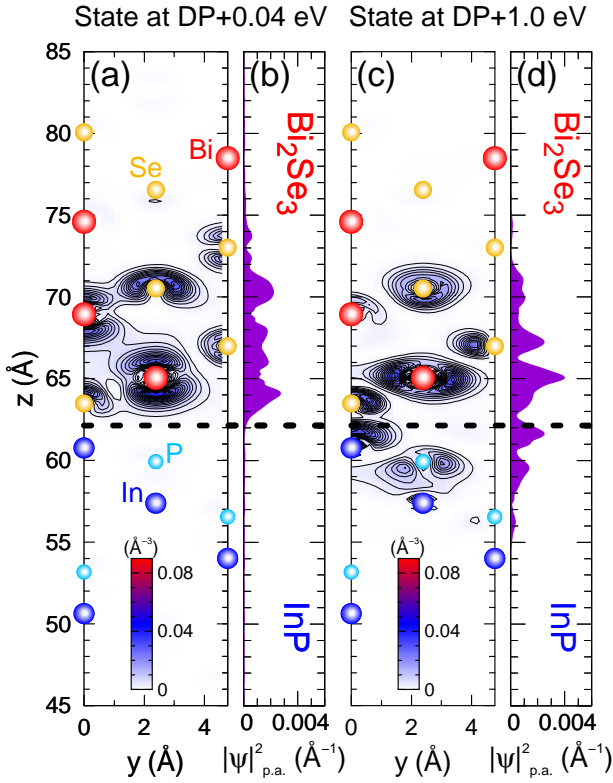 State at DP+0.04 eV
State at DP+1.0 eV
(a)
(b)
(c)
(d)
Bi
Se
Bi₂Se₃
Bi₂Se₃
P
In
InP
InP
z (Å)
85
80
75
70
65
60
55
50
45
(Å⁻³)
0.08
0.04
0
(Å⁻³)
0.08
0.04
0
0 2 4
0 0.004
0 2 4
0 0.004
y (Å)
|ψ|²p.a. (Å⁻¹)
y (Å)
|ψ|²p.a. (Å⁻¹)